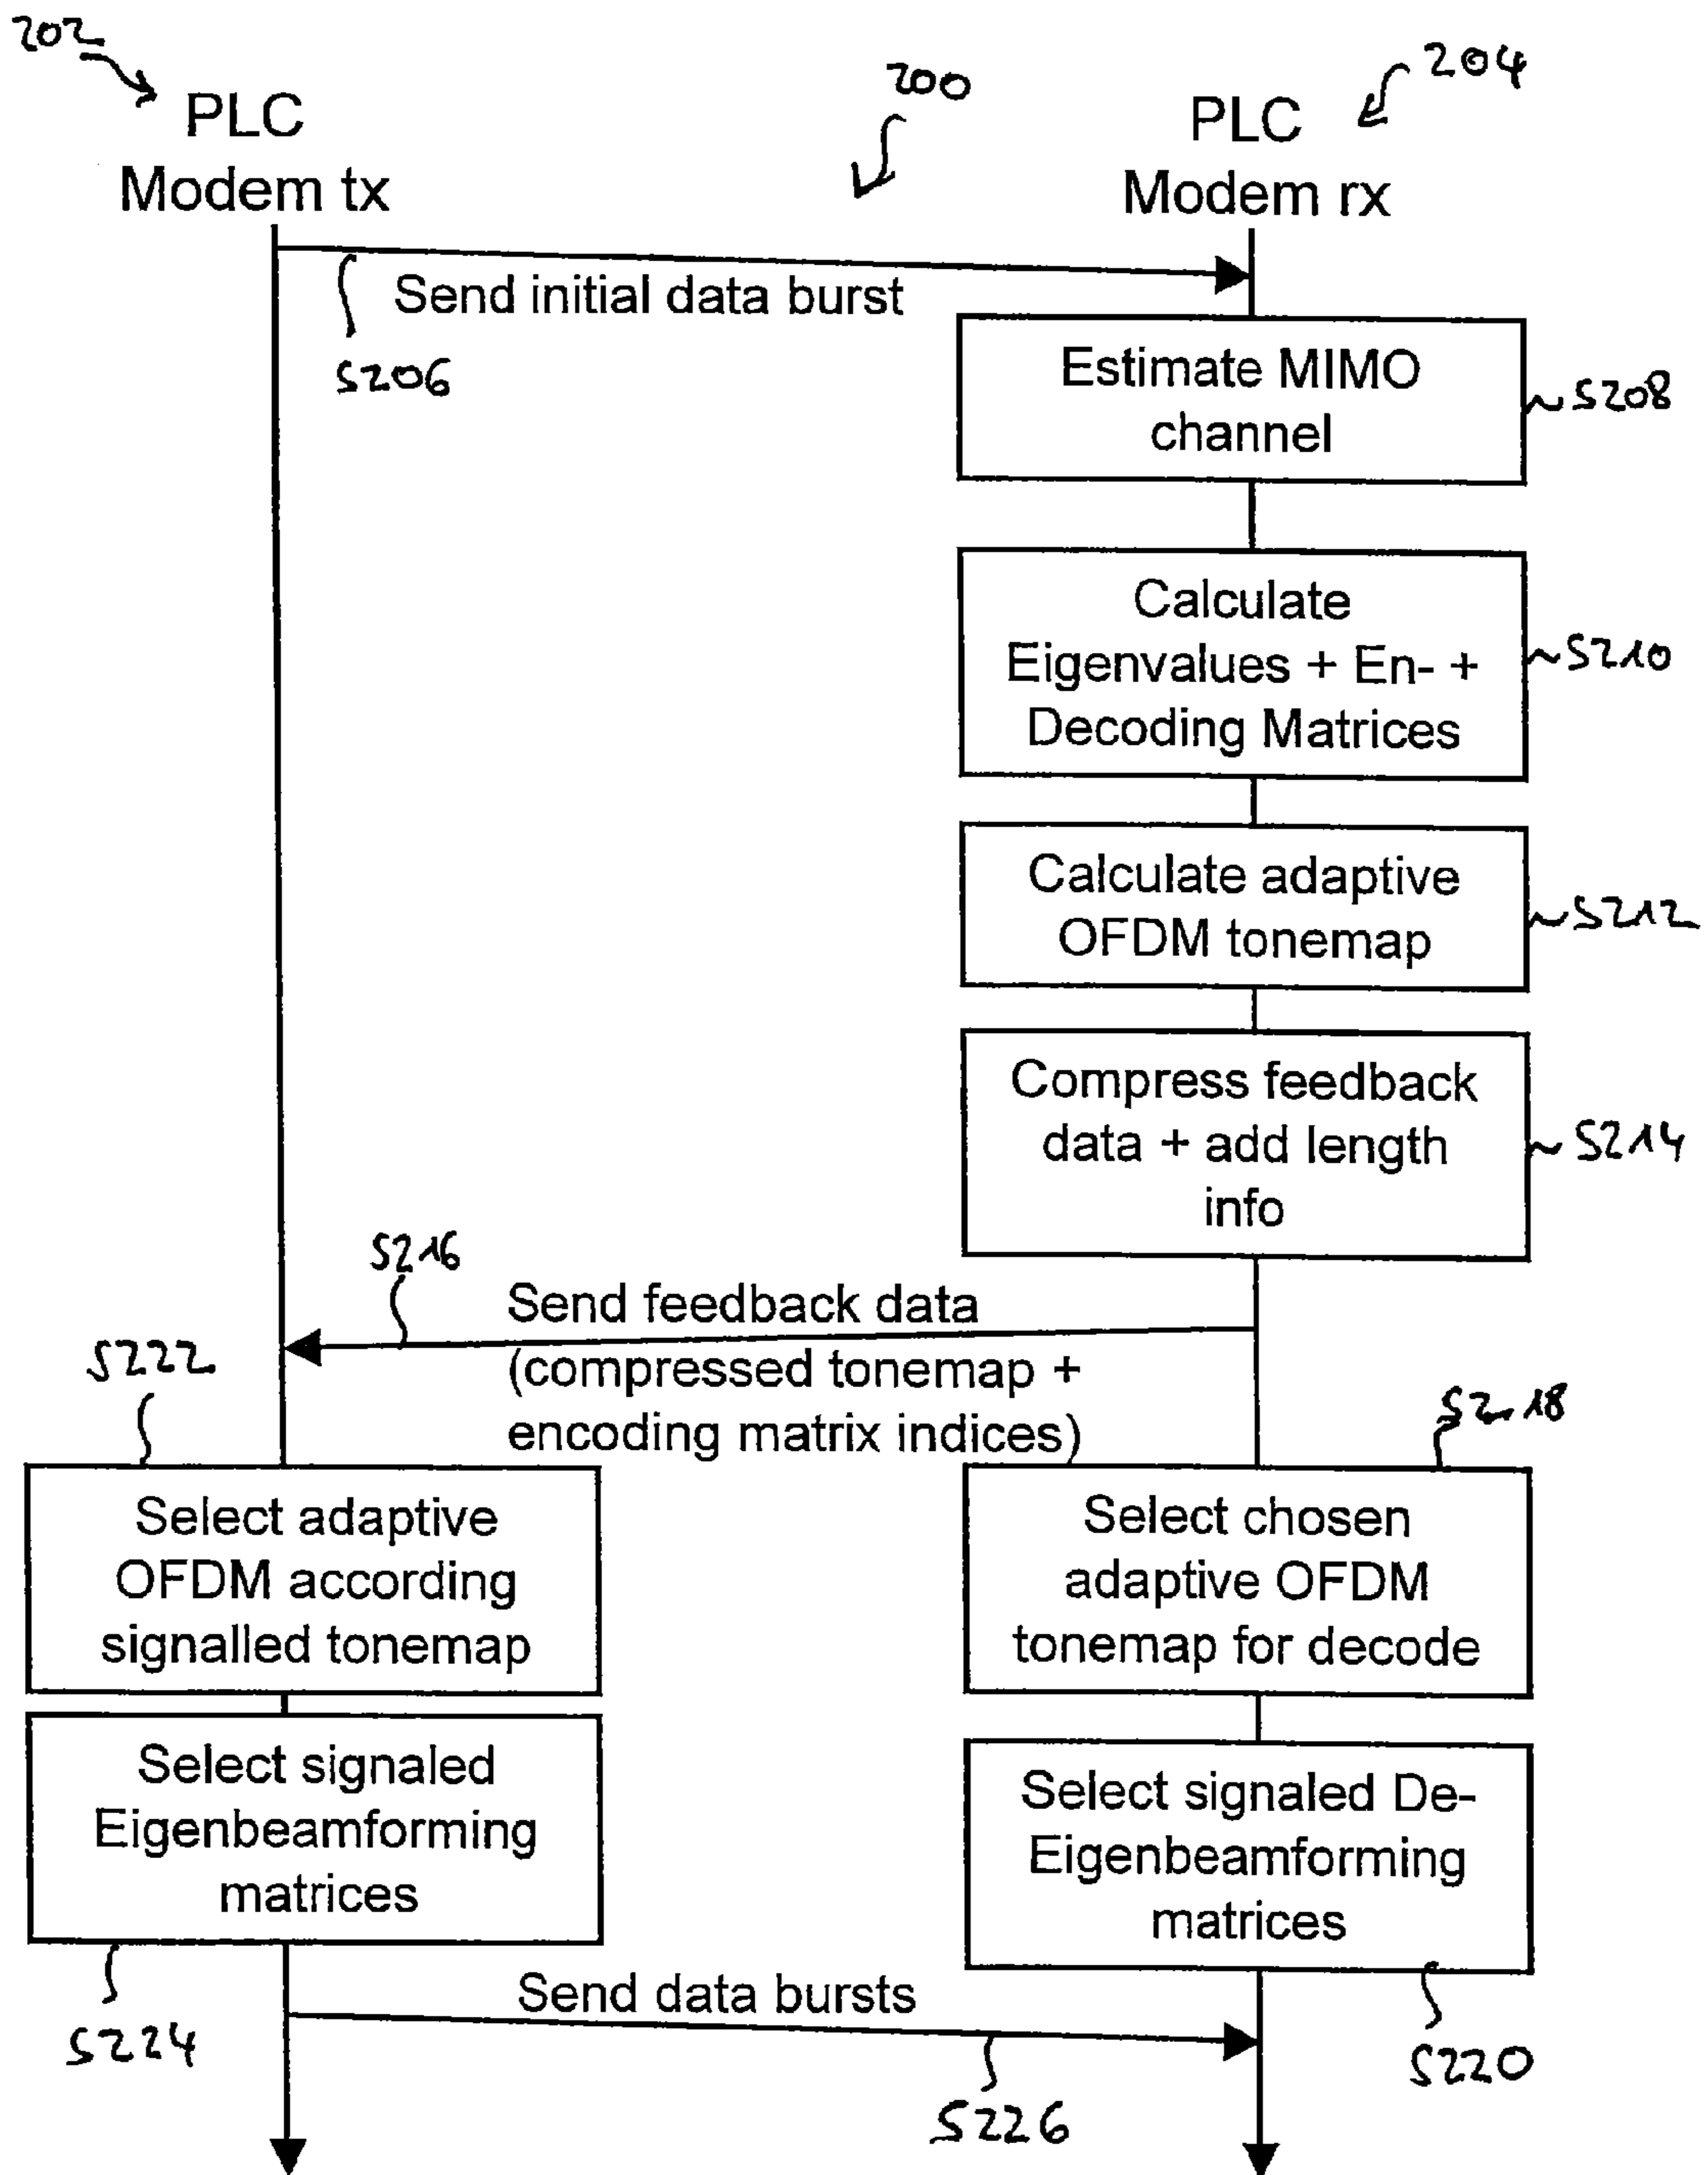 202
200
204
PLC
Modem tx
PLC
Modem rx
Send initial data burst
S206
Estimate MIMO
channel
S208
Calculate
Eigenvalues + En- +
Decoding Matrices
S210
Calculate adaptive
OFDM tonemap
S212
Compress feedback
data + add length
info
S214
S216
Send feedback data
(compressed tonemap +
encoding matrix indices)
S222
Select adaptive
OFDM according
signalled tonemap
S218
Select chosen
adaptive OFDM
tonemap for decode
Select signaled
Eigenbeamforming
matrices
Select signaled De-
Eigenbeamforming
matrices
S224
Send data bursts
S220
S226